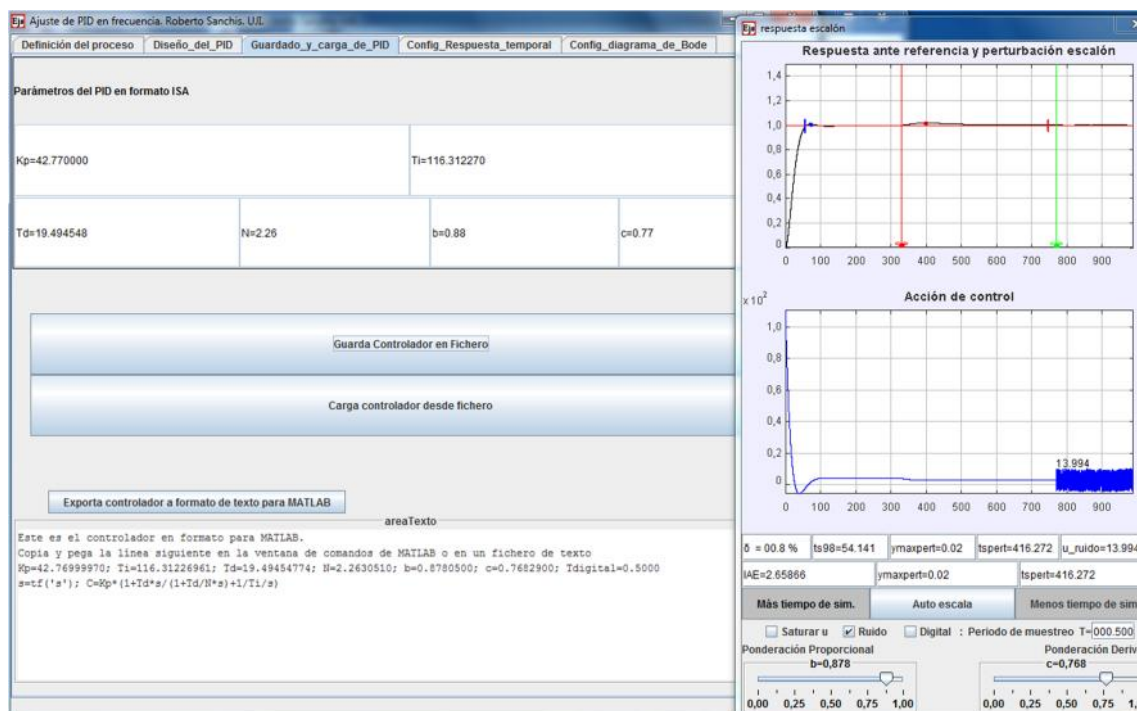 Eje Ajuste de PID en frecuencia. Roberto Sanchis. UJI.
Definición del proceso Diseño_del_PID Guardado_y_carga_de_PID Config_Respuesta_temporal Config_diagrama_de_Bode
Parámetros del PID en formato ISA
Kp=42.770000 Ti=116.312270
Td=19.494548 N=2.26 b=0.88 c=0.77
Guarda Controlador en Fichero
Carga controlador desde fichero
Exporta controlador a formato de texto para MATLAB
areaTexto
Este es el controlador en formato para MATLAB.
Copia y pega la línea siguiente en la ventana de comandos de MATLAB o en un fichero de texto
Kp=42.76999970; Ti=116.31226961; Td=19.49454774; N=2.2630510; b=0.8780500; c=0.7682900; Tdigital=0.5000
s=tf('s'); C=Kp*(1+Td*s/(1+Td/N*s)+1/Ti/s)
Eje respuesta escalón
Respuesta ante referencia y perturbación escalón
1,4
1,2
1,0
0,8
0,6
0,4
0,2
0
0 100 200 300 400 500 600 700 800 900
x 10²
Acción de control
1,0
0,8
0,6
0,4
0,2
0
13.994
0 100 200 300 400 500 600 700 800 900
δ = 00.8 % ts98=54.141 ymaxpert=0.02 tspert=416.272 u_ruido=13.994
IAE=2.65866 ymaxpert=0.02 tspert=416.272
Más tiempo de sim. Auto escala Menos tiempo de sim
Saturar u Ruido Digital : Periodo de muestreo T= 000.500
Ponderación Proporcional Ponderación Deriv
b=0,878 c=0,768
0,00 0,25 0,50 0,75 1,00 0,00 0,25 0,50 0,75 1,